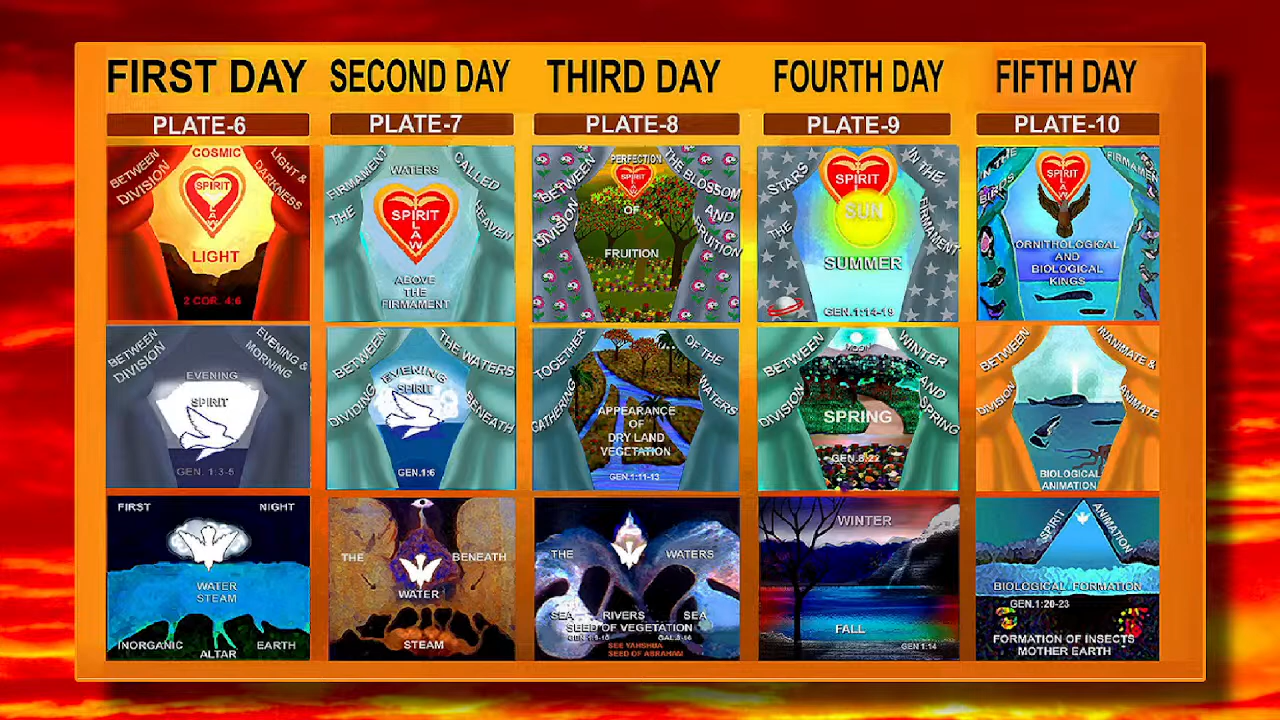 FIRST DAY
SECOND DAY
THIRD DAY
FOURTH DAY
FIFTH DAY
PLATE-6
PLATE-7
PLATE-8
PLATE-9
PLATE-10
BETWEEN
DIVISION
COSMIC
LIGHT &
DARKNESS
SPIRIT
LAW
LIGHT
2 COR. 4:6
THE
FIRMAMENT
WATERS
CALLED
HEAVEN
SPIRIT
LAW
ABOVE
THE
FIRMAMENT
DIVISION
BETWEEN
PERFECTION
THE BLOSSOM
AND
FRUITION
SPIRIT
LAW
OF
FRUITION
THE
STARS
IN THE
FIRMAMENT
SPIRIT
SUN
SUMMER
GEN.1:14-19
IN THE
FIRMAMENT
SPIRIT
LAW
ORNITHOLOGICAL
AND
BIOLOGICAL
KINGS
BETWEEN
DIVISION
EVENING &
MORNING
EVENING
SPIRIT
GEN. 1:3-5
DIVIDING
BETWEEN
THE WATERS
BENEATH
EVENING
SPIRIT
GEN.1:6
GATHERING
TOGETHER
OF THE
WATERS
APPEARANCE
OF
DRY LAND
VEGETATION
GEN.1:11-13
DIVISION
BETWEEN
MOON
WINTER
AND
SPRING
SPRING
GEN.8:22
DIVISION
BETWEEN
INANIMATE &
ANIMATE
BIOLOGICAL
ANIMATION
FIRST NIGHT
WATER
STEAM
INORGANIC ALTAR EARTH
THE BENEATH
WATER
STEAM
THE WATERS
SEA RIVERS SEA
SEED OF VEGETATION
SEE YAHSHUA
SEED OF ABRAHAM
WINTER
FALL
GEN 1:14
SPIRIT ANIMATION
BIOLOGICAL FORMATION
GEN.1:20-23
FORMATION OF INSECTS
MOTHER EARTH